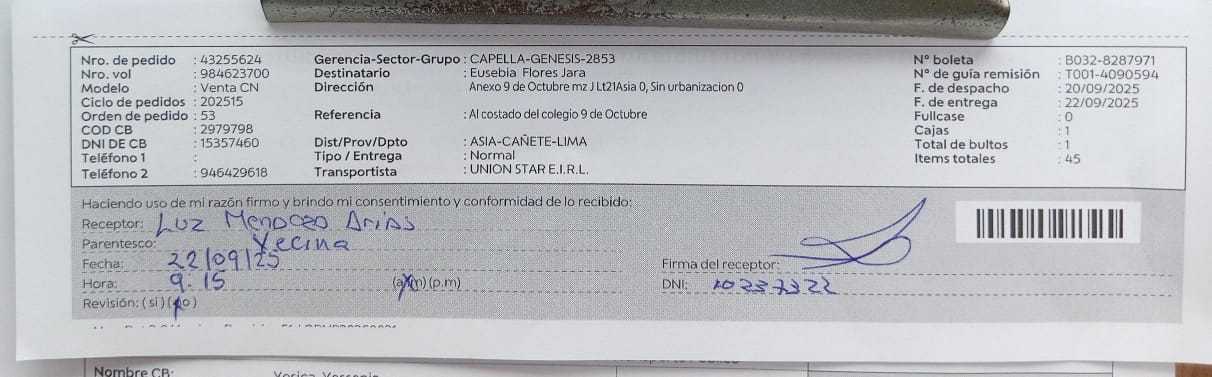 Nro. de pedido : 43255624 Gerencia-Sector-Grupo : CAPELLA-GENESIS-2853 N° boleta : B032-8287971
Nro. vol : 984623700 Destinatario : Eusebia Flores Jara N° de guía remisión : T001-4090594
Modelo : Venta CN Dirección Anexo 9 de Octubre mz J Lt21Asia 0, Sin urbanizacion 0 F. de despacho : 20/09/2025
Ciclo de pedidos : 202515 F. de entrega : 22/09/2025
Orden de pedido : 53 Referencia : Al costado del colegio 9 de Octubre Fullcase : 0
COD CB : 2979798 Cajas : 1
DNI DE CB : 15357460 Dist/Prov/Dpto : ASIA-CAÑETE-LIMA Total de bultos : 1
Teléfono 1 : Tipo / Entrega : Normal Items totales : 45
Teléfono 2 : 946429618 Transportista : UNION STAR E.I.R.L.
Haciendo uso de mi razón firmo y brindo mi consentimiento y conformidad de lo recibido:
Receptor: Luz Mendoza Arias
Parentesco: Vecina
Fecha: 22/09/25 Firma del receptor:
Hora: 9:15 (a.m) (p.m) DNI: 10237322
Revisión: ( si ) ( no )
Nombre CB: